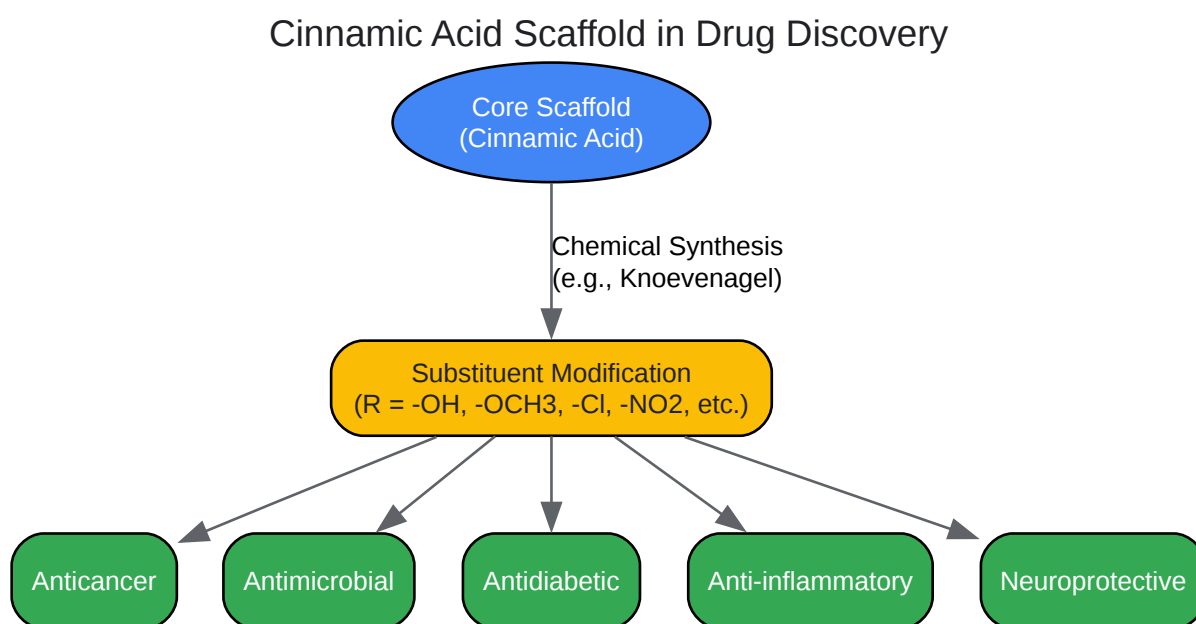 Cinnamic Acid Scaffold in Drug Discovery
Core Scaffold
(Cinnamic Acid)
Chemical Synthesis
(e.g., Knoevenagel)
Substituent Modification
(R = -OH, -OCH3, -Cl, -NO2, etc.)
Anticancer
Antimicrobial
Antidiabetic
Anti-inflammatory
Neuroprotective